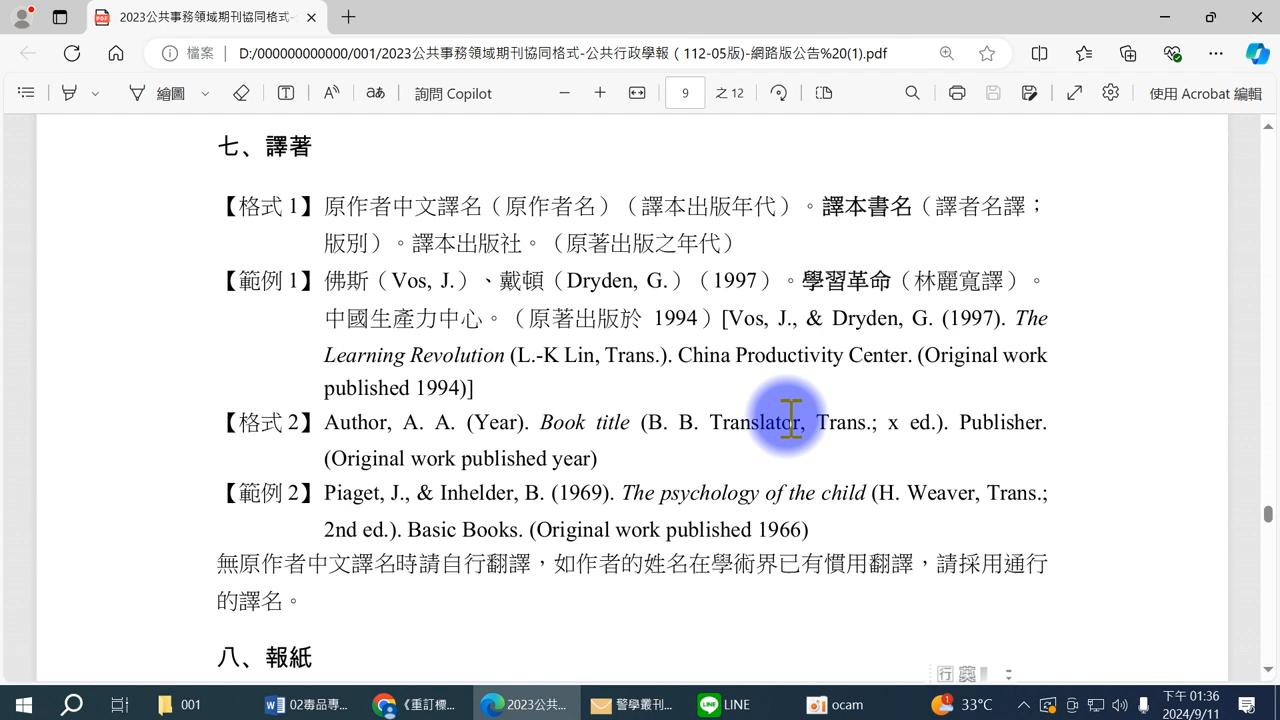 2023公共事務領域期刊協同格式-
檔案 D:/000000000000/001/2023公共事務領域期刊協同格式-公共行政學報（112-05版)-網路版公告%20(1).pdf
繪圖 aあ 詢問 Copilot 9 之 12 使用 Acrobat 編輯
七、譯著
【格式 1】原作者中文譯名（原作者名）（譯本出版年代）。譯本書名（譯者名譯；
版別）。譯本出版社。（原著出版之年代）
【範例 1】佛斯（Vos, J.）、戴頓（Dryden, G.）（1997）。學習革命（林麗寬譯）。
中國生產力中心。（原著出版於 1994）[Vos, J., & Dryden, G. (1997). The
Learning Revolution (L.-K Lin, Trans.). China Productivity Center. (Original work
published 1994)]
【格式 2】Author, A. A. (Year). Book title (B. B. Translator, Trans.; x ed.). Publisher.
(Original work published year)
【範例 2】Piaget, J., & Inhelder, B. (1969). The psychology of the child (H. Weaver, Trans.;
2nd ed.). Basic Books. (Original work published 1966)
無原作者中文譯名時請自行翻譯，如作者的姓名在學術界已有慣用翻譯，請採用通行
的譯名。
八、報紙
行 英
001 02毒品專... 《重訂欄... 2023公共... 警學叢刊... LINE ocam 1 33°C 下午 01:36
2024/9/11